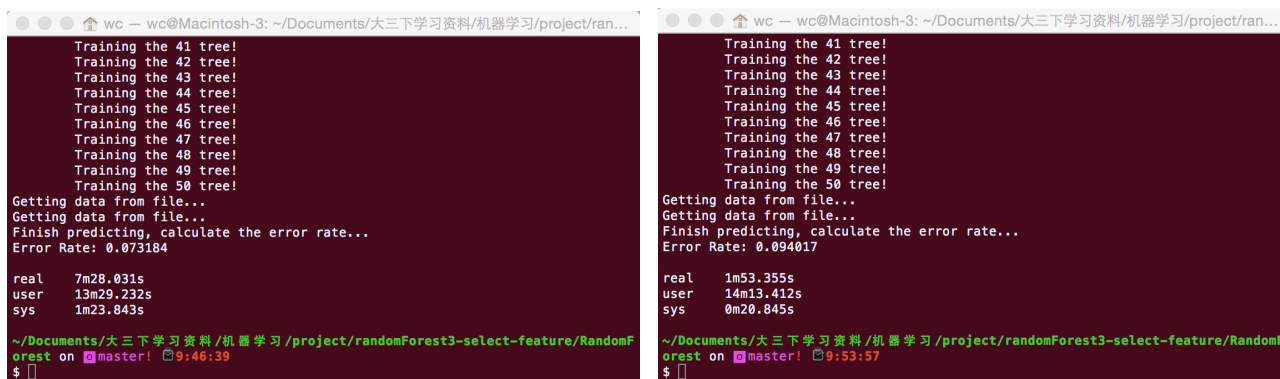 wc — wc@Macintosh-3: ~/Documents/大三下学习资料/机器学习/project/ran...
Training the 41 tree!
Training the 42 tree!
Training the 43 tree!
Training the 44 tree!
Training the 45 tree!
Training the 46 tree!
Training the 47 tree!
Training the 48 tree!
Training the 49 tree!
Training the 50 tree!
Getting data from file...
Getting data from file...
Finish predicting, calculate the error rate...
Error Rate: 0.073184
real 7m28.031s
user 13m29.232s
sys 1m23.843s
~/Documents/大三下学习资料/机器学习/project/randomForest3-select-feature/RandomF
orest on o master! 9:46:39
$
wc — wc@Macintosh-3: ~/Documents/大三下学习资料/机器学习/project/ran...
Training the 41 tree!
Training the 42 tree!
Training the 43 tree!
Training the 44 tree!
Training the 45 tree!
Training the 46 tree!
Training the 47 tree!
Training the 48 tree!
Training the 49 tree!
Training the 50 tree!
Getting data from file...
Getting data from file...
Finish predicting, calculate the error rate...
Error Rate: 0.094017
real 1m53.355s
user 14m13.412s
sys 0m20.845s
~/Documents/大三下学习资料/机器学习/project/randomForest3-select-feature/Random
orest on o master! 9:53:57
$